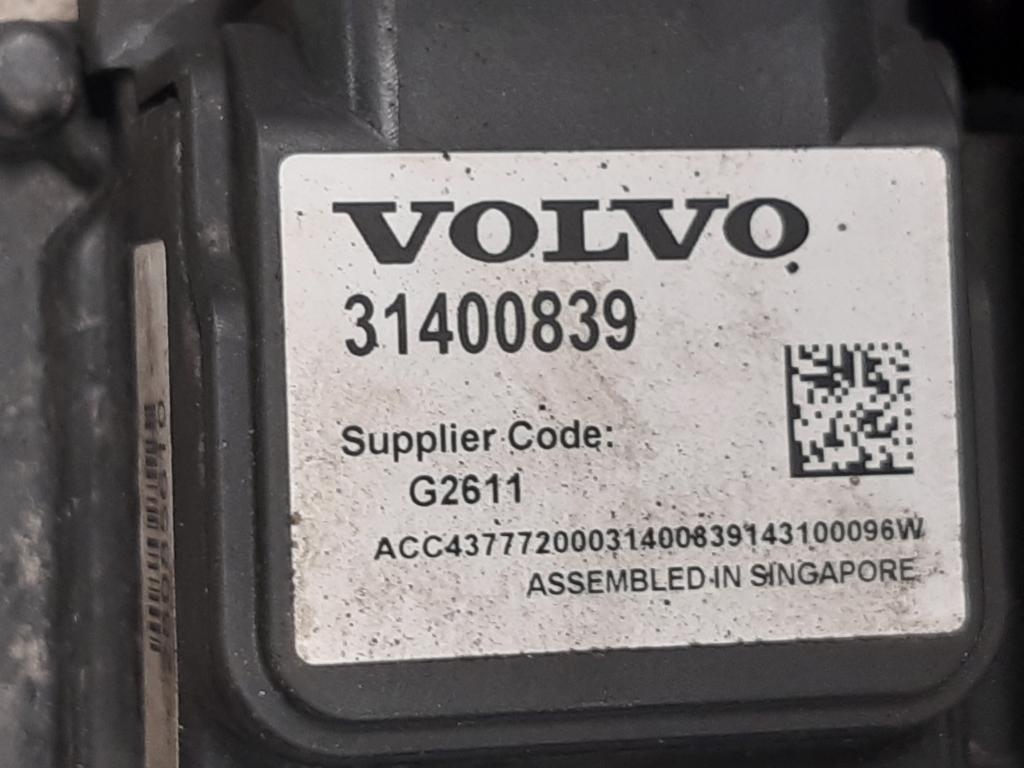 VOLVO
31400839
Supplier Code:
G2611
ACC43777200031400839143100096W
ASSEMBLED IN SINGAPORE